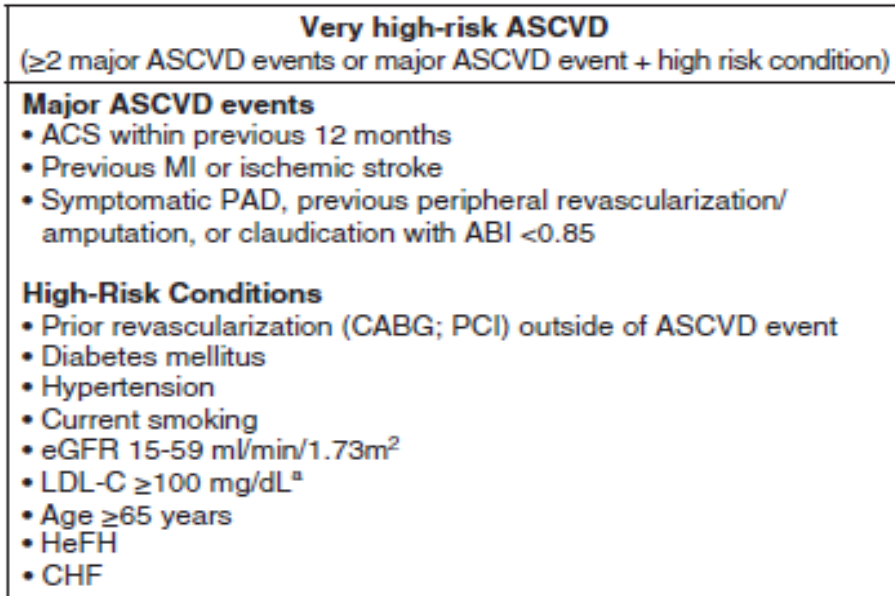 Very high-risk ASCVD
(≥2 major ASCVD events or major ASCVD event + high risk condition)
Major ASCVD events
• ACS within previous 12 months
• Previous MI or ischemic stroke
• Symptomatic PAD, previous peripheral revascularization/
amputation, or claudication with ABI <0.85
High-Risk Conditions
• Prior revascularization (CABG; PCI) outside of ASCVD event
• Diabetes mellitus
• Hypertension
• Current smoking
• eGFR 15-59 ml/min/1.73m²
• LDL-C ≥100 mg/dLª
• Age ≥65 years
• HeFH
• CHF